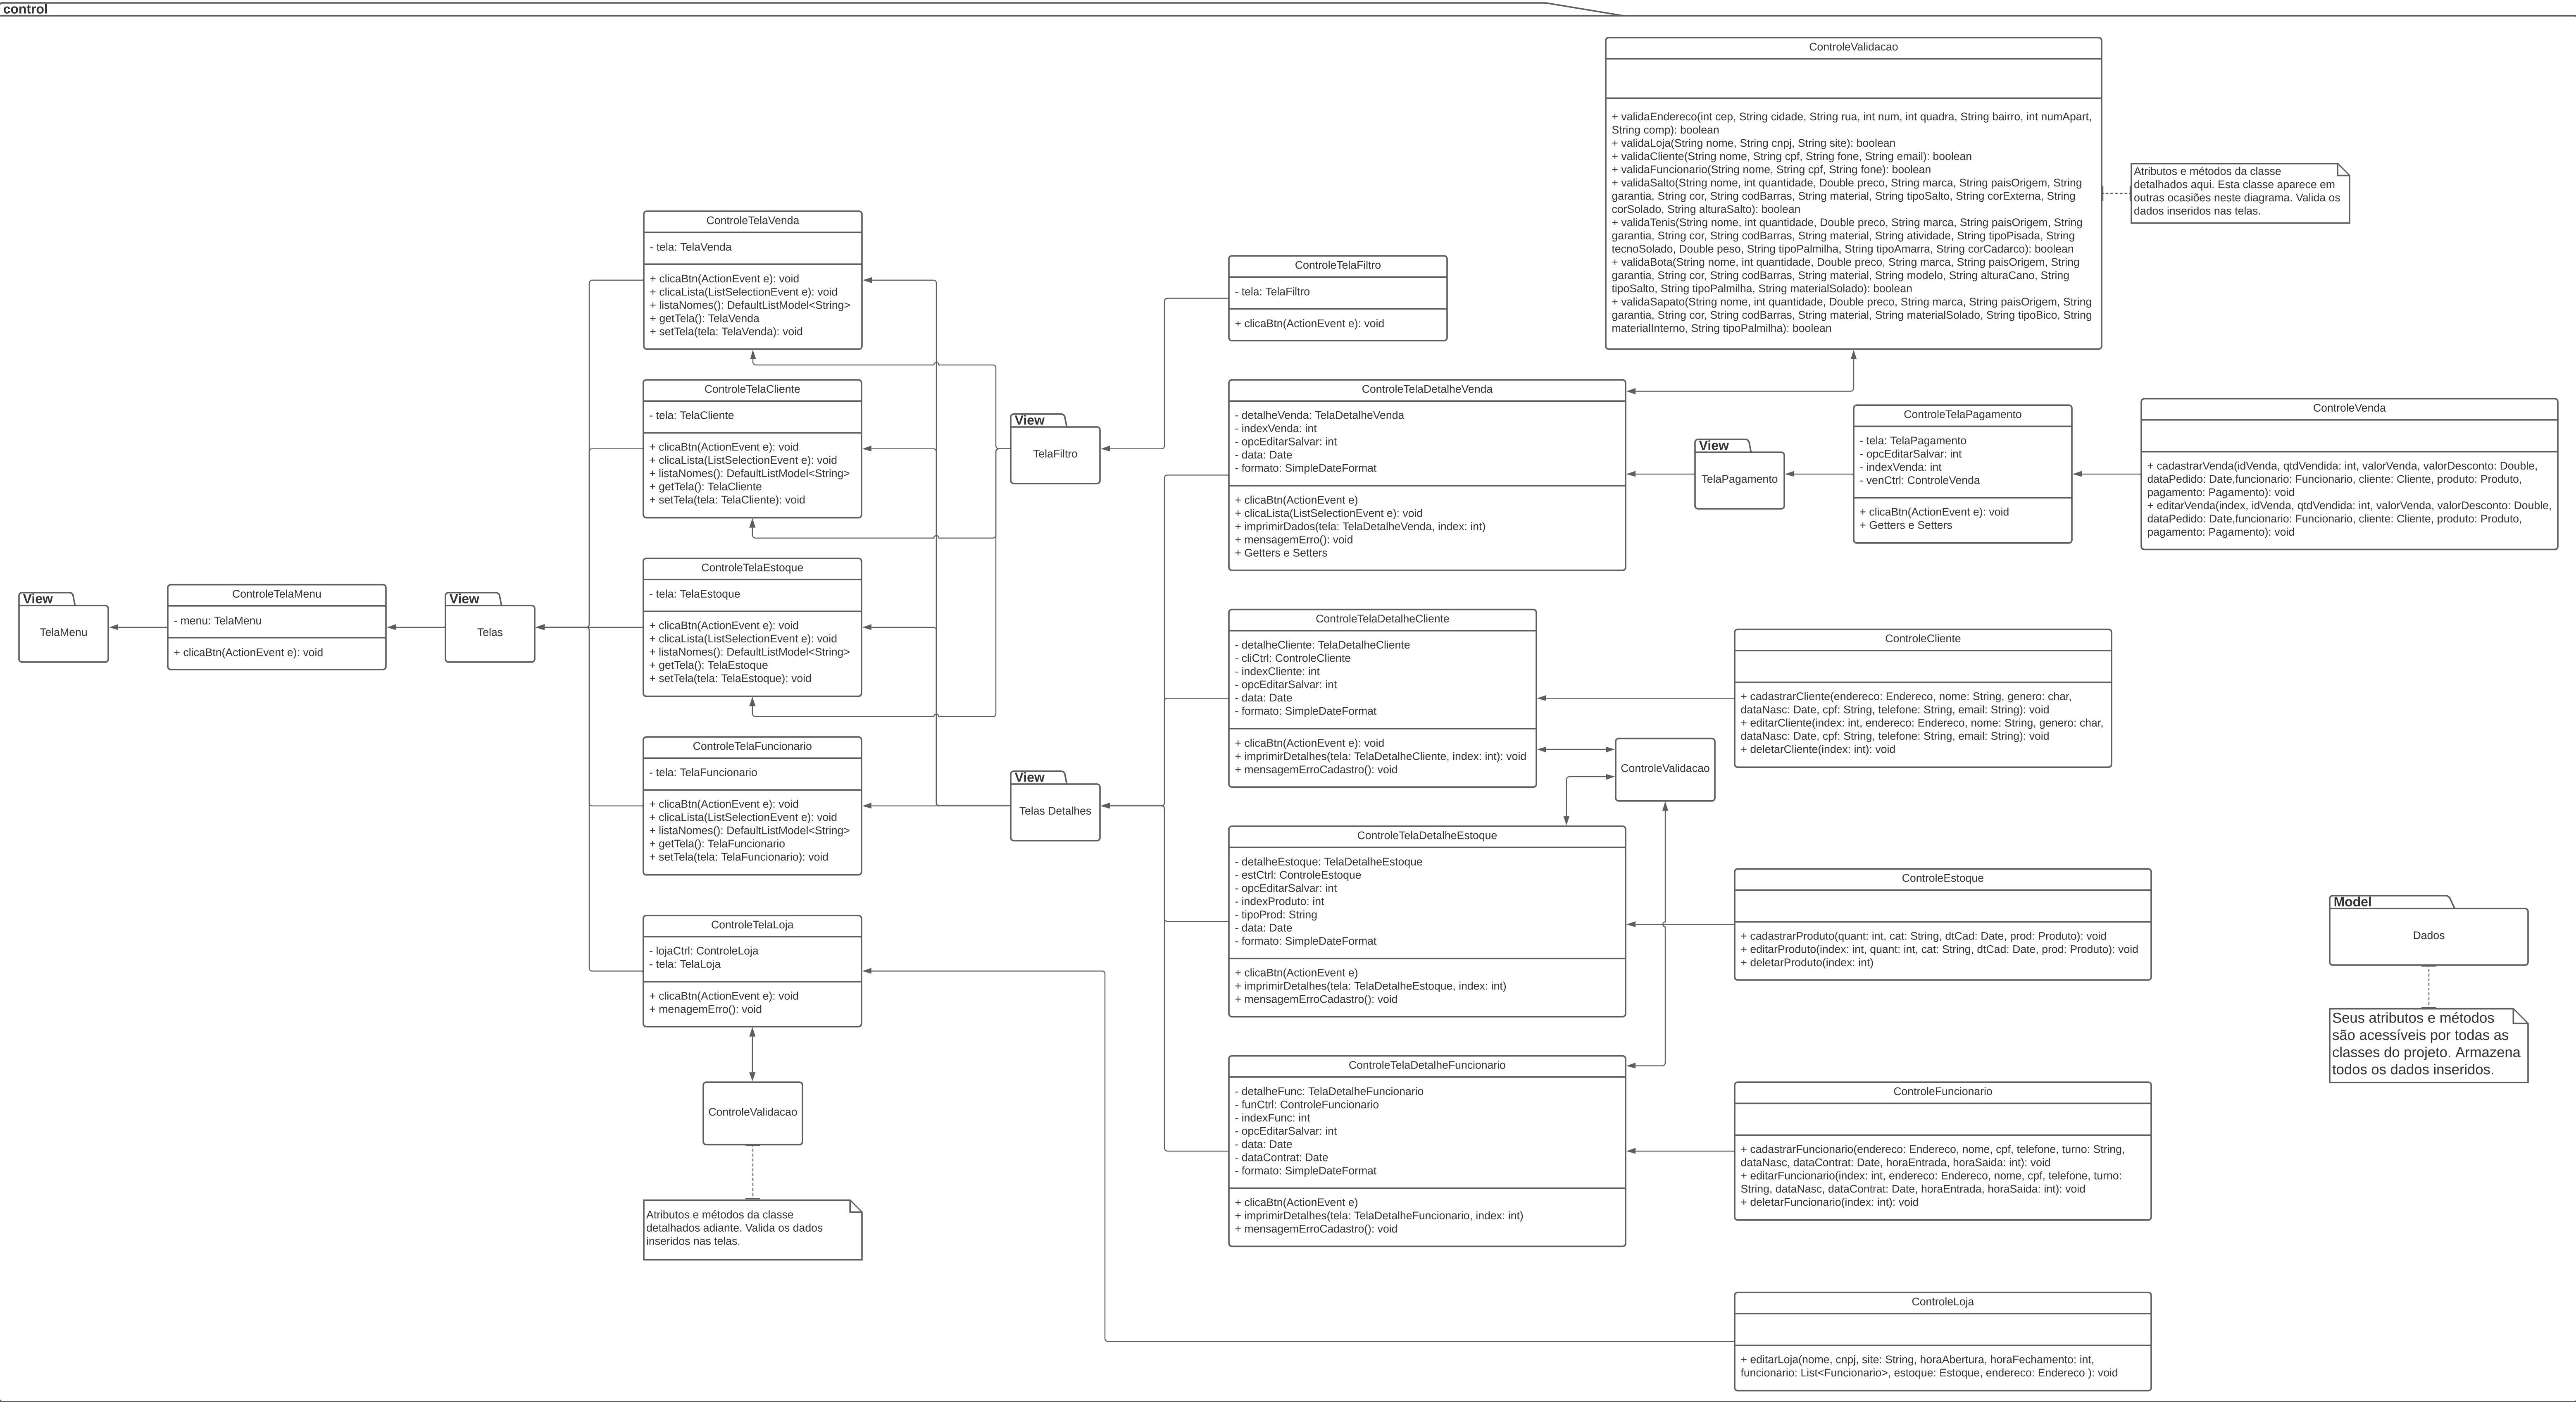 control
ControleValidacao
+ validaEndereco(int cep, String cidade, String rua, int num, int quadra, String bairro, int numApart,
String comp): boolean
+ validaLoja(String nome, String cnpj, String site): boolean
+ validaCliente(String nome, String cpf, String fone, String email): boolean
+ validaFuncionario(String nome, String cpf, String fone): boolean
+ validaSalto(String nome, int quantidade, Double preco, String marca, String paisOrigem, String
garantia, String cor, String codBarras, String material, String tipoSalto, String corExterna, String
corSolado, String alturaSalto): boolean
+ validaTenis(String nome, int quantidade, Double preco, String marca, String paisOrigem, String
garantia, String cor, String codBarras, String material, String atividade, String tipoPisada, String
tecnoSolado, Double peso, String tipoPalmilha, String tipoAmarra, String corCadarco): boolean
+ validaBota(String nome, int quantidade, Double preco, String marca, String paisOrigem, String
garantia, String cor, String codBarras, String material, String modelo, String alturaCano, String
tipoSalto, String tipoPalmilha, String materialSolado): boolean
+ validaSapato(String nome, int quantidade, Double preco, String marca, String paisOrigem, String
garantia, String cor, String codBarras, String material, String materialSolado, String tipoBico, String
materialInterno, String tipoPalmilha): boolean
Atributos e métodos da classe
detalhados aqui. Esta classe aparece em
outras ocasiões neste diagrama. Valida os
dados inseridos nas telas.
ControleTelaVenda
- tela: TelaVenda
+ clicaBtn(ActionEvent e): void
+ clicaLista(ListSelectionEvent e): void
+ listaNomes(): DefaultListModel<String>
+ getTela(): TelaVenda
+ setTela(tela: TelaVenda): void
ControleTelaFiltro
- tela: TelaFiltro
+ clicaBtn(ActionEvent e): void
ControleTelaCliente
- tela: TelaCliente
+ clicaBtn(ActionEvent e): void
+ clicaLista(ListSelectionEvent e): void
+ listaNomes(): DefaultListModel<String>
+ getTela(): TelaCliente
+ setTela(tela: TelaCliente): void
View
TelaFiltro
ControleTelaDetalheVenda
- detalheVenda: TelaDetalheVenda
- indexVenda: int
- opcEditarSalvar: int
- data: Date
- formato: SimpleDateFormat
+ clicaBtn(ActionEvent e)
+ clicaLista(ListSelectionEvent e): void
+ imprimirDados(tela: TelaDetalheVenda, index: int)
+ mensagemErro(): void
+ Getters e Setters
View
TelaPagamento
ControleTelaPagamento
- tela: TelaPagamento
- opcEditarSalvar: int
- indexVenda: int
- venCtrl: ControleVenda
+ clicaBtn(ActionEvent e): void
+ Getters e Setters
ControleVenda
+ cadastrarVenda(idVenda, qtdVendida: int, valorVenda, valorDesconto: Double,
dataPedido: Date,funcionario: Funcionario, cliente: Cliente, produto: Produto,
pagamento: Pagamento): void
+ editarVenda(index, idVenda, qtdVendida: int, valorVenda, valorDesconto: Double,
dataPedido: Date,funcionario: Funcionario, cliente: Cliente, produto: Produto,
pagamento: Pagamento): void
View
TelaMenu
ControleTelaMenu
- menu: TelaMenu
+ clicaBtn(ActionEvent e): void
View
Telas
ControleTelaEstoque
- tela: TelaEstoque
+ clicaBtn(ActionEvent e): void
+ clicaLista(ListSelectionEvent e): void
+ listaNomes(): DefaultListModel<String>
+ getTela(): TelaEstoque
+ setTela(tela: TelaEstoque): void
ControleTelaDetalheCliente
- detalheCliente: TelaDetalheCliente
- cliCtrl: ControleCliente
- indexCliente: int
- opcEditarSalvar: int
- data: Date
- formato: SimpleDateFormat
+ clicaBtn(ActionEvent e): void
+ imprimirDetalhes(tela: TelaDetalheCliente, index: int): void
+ mensagemErroCadastro(): void
ControleCliente
+ cadastrarCliente(endereco: Endereco, nome: String, genero: char,
dataNasc: Date, cpf: String, telefone: String, email: String): void
+ editarCliente(index: int, endereco: Endereco, nome: String, genero: char,
dataNasc: Date, cpf: String, telefone: String, email: String): void
+ deletarCliente(index: int): void
ControleValidacao
ControleTelaFuncionario
- tela: TelaFuncionario
+ clicaBtn(ActionEvent e): void
+ clicaLista(ListSelectionEvent e): void
+ listaNomes(): DefaultListModel<String>
+ getTela(): TelaFuncionario
+ setTela(tela: TelaFuncionario): void
View
Telas Detalhes
ControleTelaDetalheEstoque
- detalheEstoque: TelaDetalheEstoque
- estCtrl: ControleEstoque
- opcEditarSalvar: int
- indexProduto: int
- tipoProd: String
- data: Date
- formato: SimpleDateFormat
+ clicaBtn(ActionEvent e)
+ imprimirDetalhes(tela: TelaDetalheEstoque, index: int)
+ mensagemErroCadastro(): void
ControleEstoque
+ cadastrarProduto(quant: int, cat: String, dtCad: Date, prod: Produto): void
+ editarProduto(index: int, quant: int, cat: String, dtCad: Date, prod: Produto): void
+ deletarProduto(index: int)
Model
Dados
Seus atributos e métodos
são acessíveis por todas as
classes do projeto. Armazena
todos os dados inseridos.
ControleTelaLoja
- lojaCtrl: ControleLoja
- tela: TelaLoja
+ clicaBtn(ActionEvent e): void
+ menagemErro(): void
ControleValidacao
Atributos e métodos da classe
detalhados adiante. Valida os dados
inseridos nas telas.
ControleTelaDetalheFuncionario
- detalheFunc: TelaDetalheFuncionario
- funCtrl: ControleFuncionario
- indexFunc: int
- opcEditarSalvar: int
- data: Date
- dataContrat: Date
- formato: SimpleDateFormat
+ clicaBtn(ActionEvent e)
+ imprimirDetalhes(tela: TelaDetalheFuncionario, index: int)
+ mensagemErroCadastro(): void
ControleFuncionario
+ cadastrarFuncionario(endereco: Endereco, nome, cpf, telefone, turno: String,
dataNasc, dataContrat: Date, horaEntrada, horaSaida: int): void
+ editarFuncionario(index: int, endereco: Endereco, nome, cpf, telefone, turno:
String, dataNasc, dataContrat: Date, horaEntrada, horaSaida: int): void
+ deletarFuncionario(index: int): void
ControleLoja
+ editarLoja(nome, cnpj, site: String, horaAbertura, horaFechamento: int,
funcionario: List<Funcionario>, estoque: Estoque, endereco: Endereco ): void